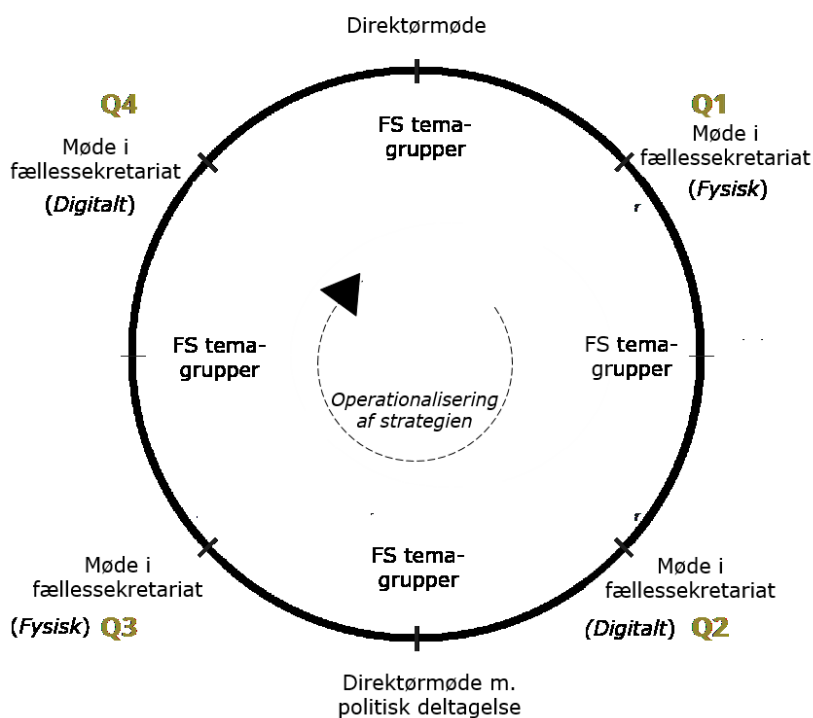 Direktørmøde
Q4
Møde i
fællessekretariat
(Digitalt)
FS tema-
grupper
Q1
Møde i
fællessekretariat
(Fysisk)
FS tema-
grupper
Operationalisering
af strategien
FS tema-
grupper
Møde i
fællessekretariat
(Fysisk) Q3
FS tema-
grupper
Møde i
fællessekretariat
(Digitalt) Q2
Direktørmøde m.
politisk deltagelse